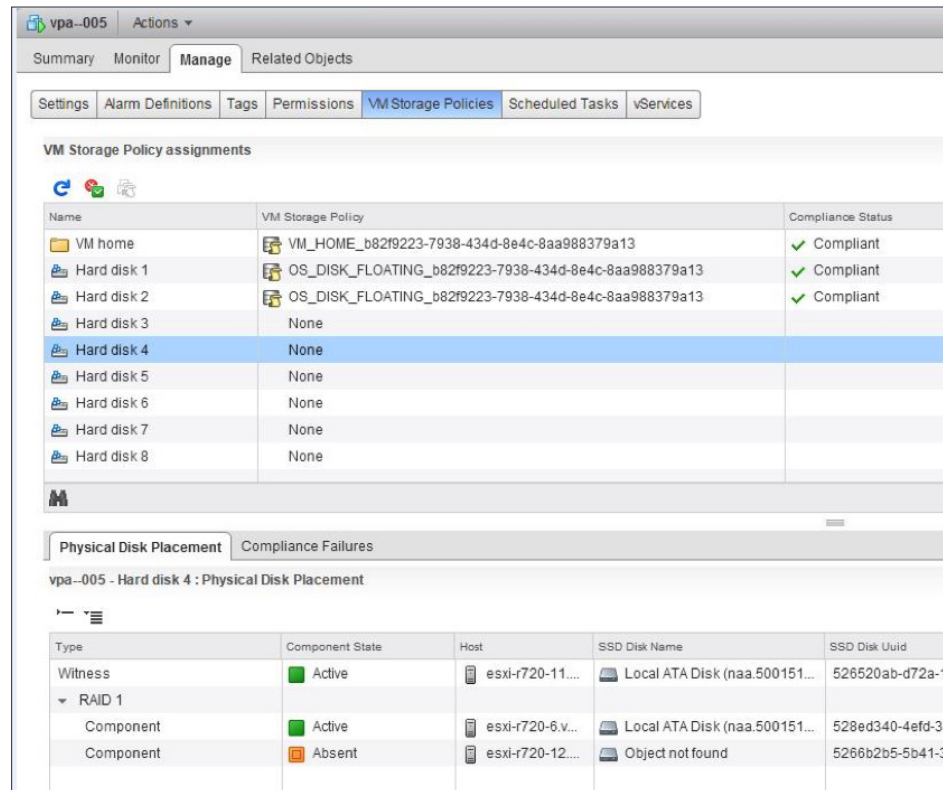 vpa--005 Actions
Summary Monitor Manage Related Objects
Settings Alarm Definitions Tags Permissions VM Storage Policies Scheduled Tasks vServices
VM Storage Policy assignments
Name VM Storage Policy Compliance Status
VM home VM_HOME_b82f9223-7938-434d-8e4c-8aa988379a13 Compliant
Hard disk 1 OS_DISK_FLOATING_b82f9223-7938-434d-8e4c-8aa988379a13 Compliant
Hard disk 2 OS_DISK_FLOATING_b82f9223-7938-434d-8e4c-8aa988379a13 Compliant
Hard disk 3 None
Hard disk 4 None
Hard disk 5 None
Hard disk 6 None
Hard disk 7 None
Hard disk 8 None
Physical Disk Placement Compliance Failures
vpa--005 - Hard disk 4 : Physical Disk Placement
Type Component State Host SSD Disk Name SSD Disk Uuid
Witness Active esxi-r720-11.... Local ATA Disk (naa.500151... 526520ab-d72a-1
RAID 1
Component Active esxi-r720-6.v... Local ATA Disk (naa.500151... 528ed340-4efd-3
Component Absent esxi-r720-12.... Object not found 5266b2b5-5b41-3